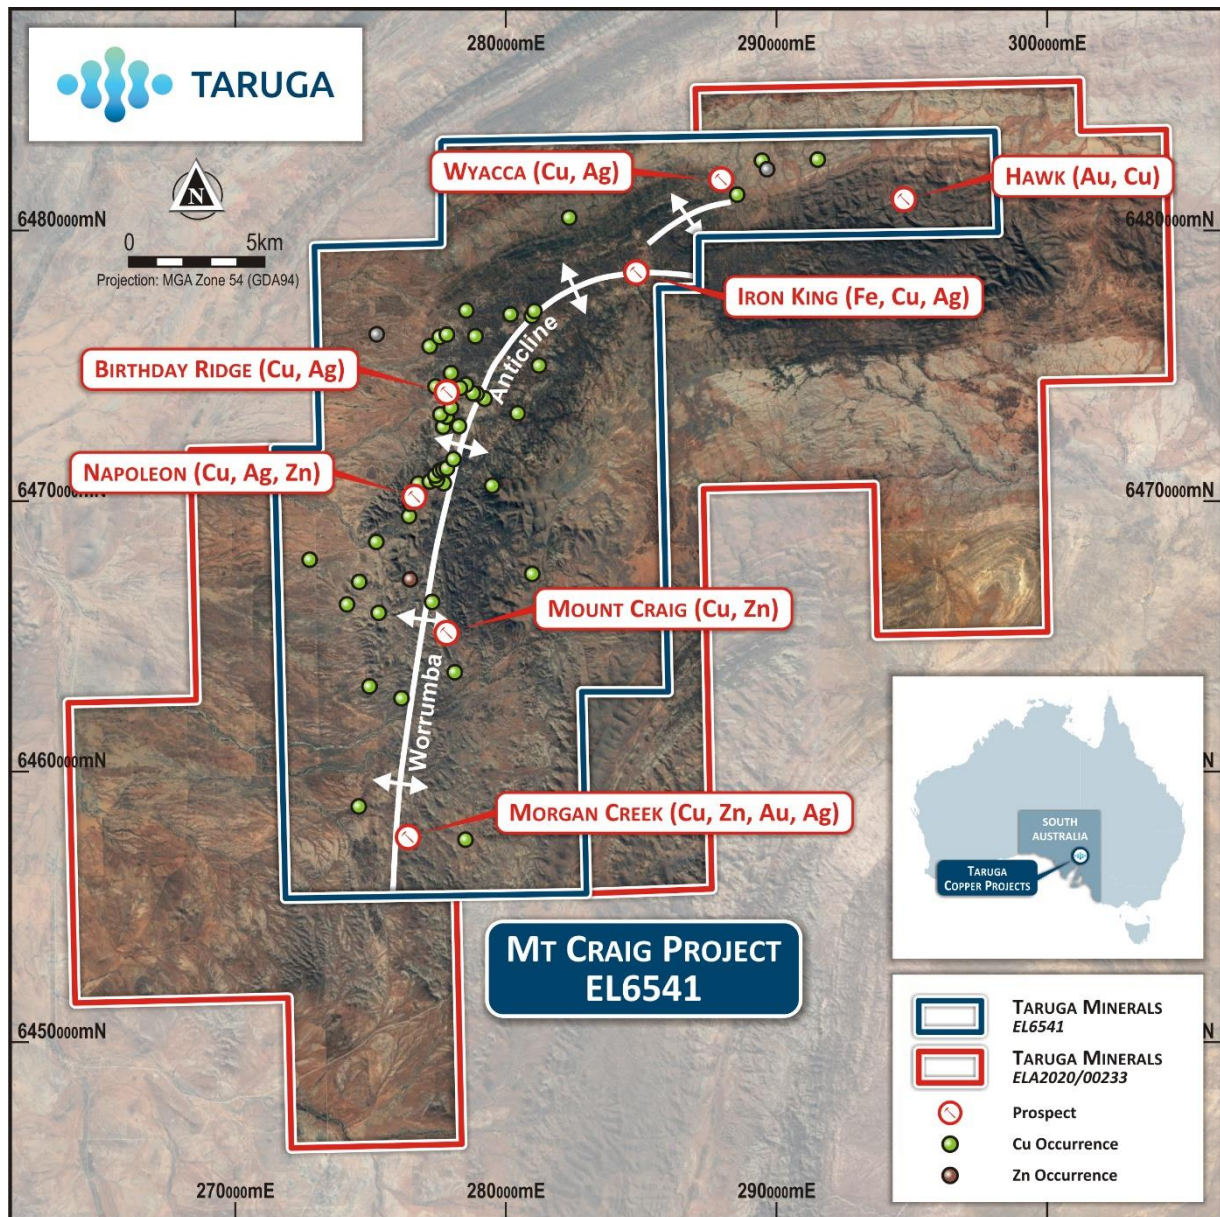 280000mE
290000mE
300000mE
TARUGA
N
WYACCA (Cu, Ag)
HAWK (Au, Cu)
6480000mN
6480000mN
0 5km
Projection: MGA Zone 54 (GDA94)
IRON KING (Fe, Cu, Ag)
Anticline
BIRTHDAY RIDGE (Cu, Ag)
NAPOLEON (Cu, Ag, Zn)
6470000mN
6470000mN
MOUNT CRAIG (Cu, Zn)
Worrumba
6460000mN
N
MORGAN CREEK (Cu, Zn, Au, Ag)
SOUTH
AUSTRALIA
TARUGA
COPPER PROJECTS
MT CRAIG PROJECT
EL6541
6450000mN
N
TARUGA MINERALS
EL6541
TARUGA MINERALS
ELA2020/00233
Prospect
Cu Occurrence
Zn Occurrence
270000mE
280000mE
290000mE